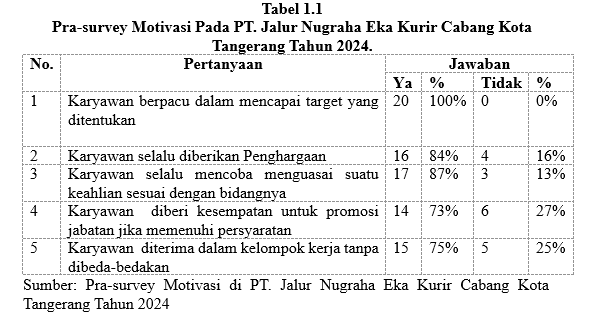 Tabel 1.1
Pra-survey Motivasi Pada PT. Jalur Nugraha Eka Kurir Cabang Kota
Tangerang Tahun 2024.
No. Pertanyaan Jawaban
Ya % Tidak %
1 Karyawan berpacu dalam mencapai target yang 20 100% 0 0%
ditentukan
2 Karyawan selalu diberikan Penghargaan 16 84% 4 16%
3 Karyawan selalu mencoba menguasai suatu 17 87% 3 13%
keahlian sesuai dengan bidangnya
4 Karyawan diberi kesempatan untuk promosi 14 73% 6 27%
jabatan jika memenuhi persyaratan
5 Karyawan diterima dalam kelompok kerja tanpa 15 75% 5 25%
dibeda-bedakan
Sumber: Pra-survey Motivasi di PT. Jalur Nugraha Eka Kurir Cabang Kota
Tangerang Tahun 2024